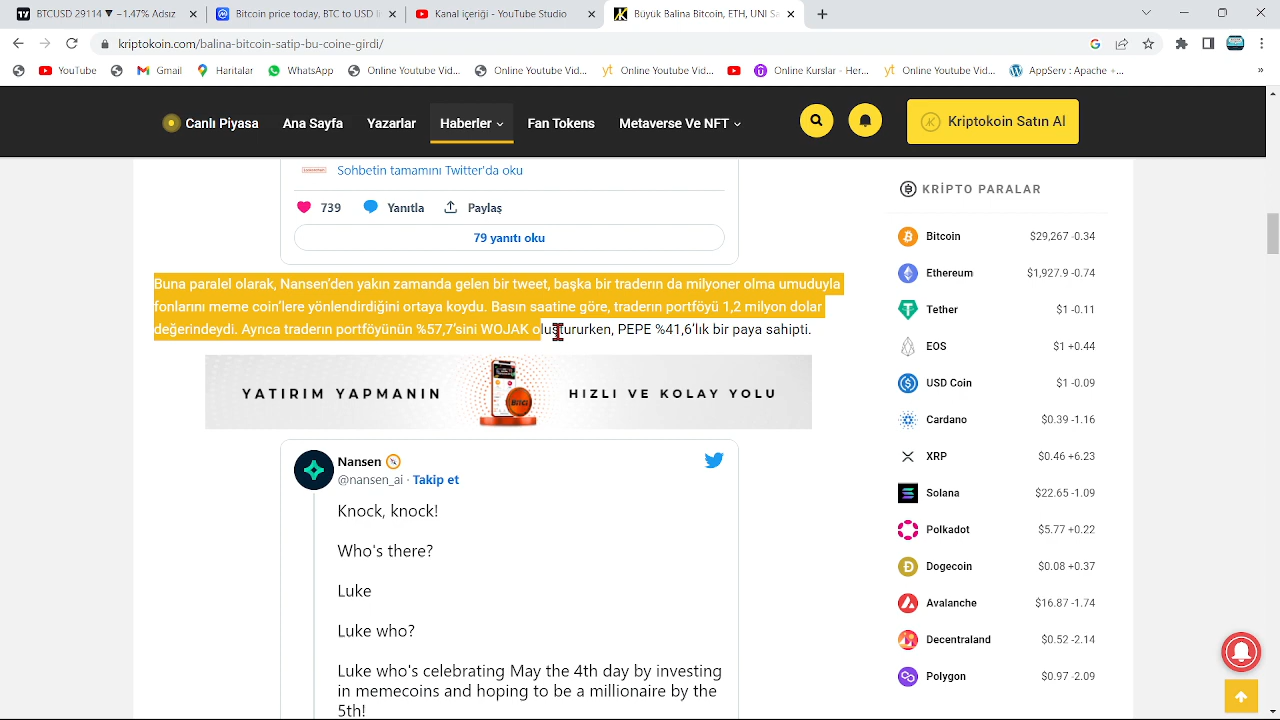 BTCUSD 29114 ▼ −1.47% Adsız
Bitcoin price today, BTC to USD l
Kanal içeriği - YouTube Studio
Büyük Balina Bitcoin, ETH, UNI Sa
kriptokoin.com/balina-bitcoin-satip-bu-coine-girdi/
YouTube
Gmail
Haritalar
WhatsApp
Online Youtube Vid...
Online Youtube Vid...
Online Youtube Vid...
Online Kurslar - Her...
Online Youtube Vid...
AppServ : Apache +...
»
Canlı Piyasa
Ana Sayfa
Yazarlar
Haberler
Fan Tokens
Metaverse Ve NFT
Kriptokoin Satın Al
Sohbetin tamamını Twitter'da oku
739 Yanıtla Paylaş
79 yanıtı oku
Buna paralel olarak, Nansen’den yakın zamanda gelen bir tweet, başka bir traderın da milyoner olma umuduyla
fonlarını meme coin’lere yönlendirdiğini ortaya koydu. Basın saatine göre, traderın portföyü 1,2 milyon dolar
değerindeydi. Ayrıca traderın portföyünün %57,7’sini WOJAK oluştururken, PEPE %41,6’lık bir paya sahipti.
YATIRIM YAPMANIN
BITCI
HIZLI VE KOLAY YOLU
Nansen
@nansen_ai · Takip et
Knock, knock!
Who's there?
Luke
Luke who?
Luke who's celebrating May the 4th day by investing
in memecoins and hoping to be a millionaire by the
5th!
KRİPTO PARALAR
Bitcoin $29,267 -0.34
Ethereum $1,927.9 -0.74
Tether $1 -0.11
EOS $1 +0.44
USD Coin $1 -0.09
Cardano $0.39 -1.16
XRP $0.46 +6.23
Solana $22.65 -1.09
Polkadot $5.77 +0.22
Dogecoin $0.08 +0.37
Avalanche $16.87 -1.74
Decentraland $0.52 -2.14
Polygon $0.97 -2.09